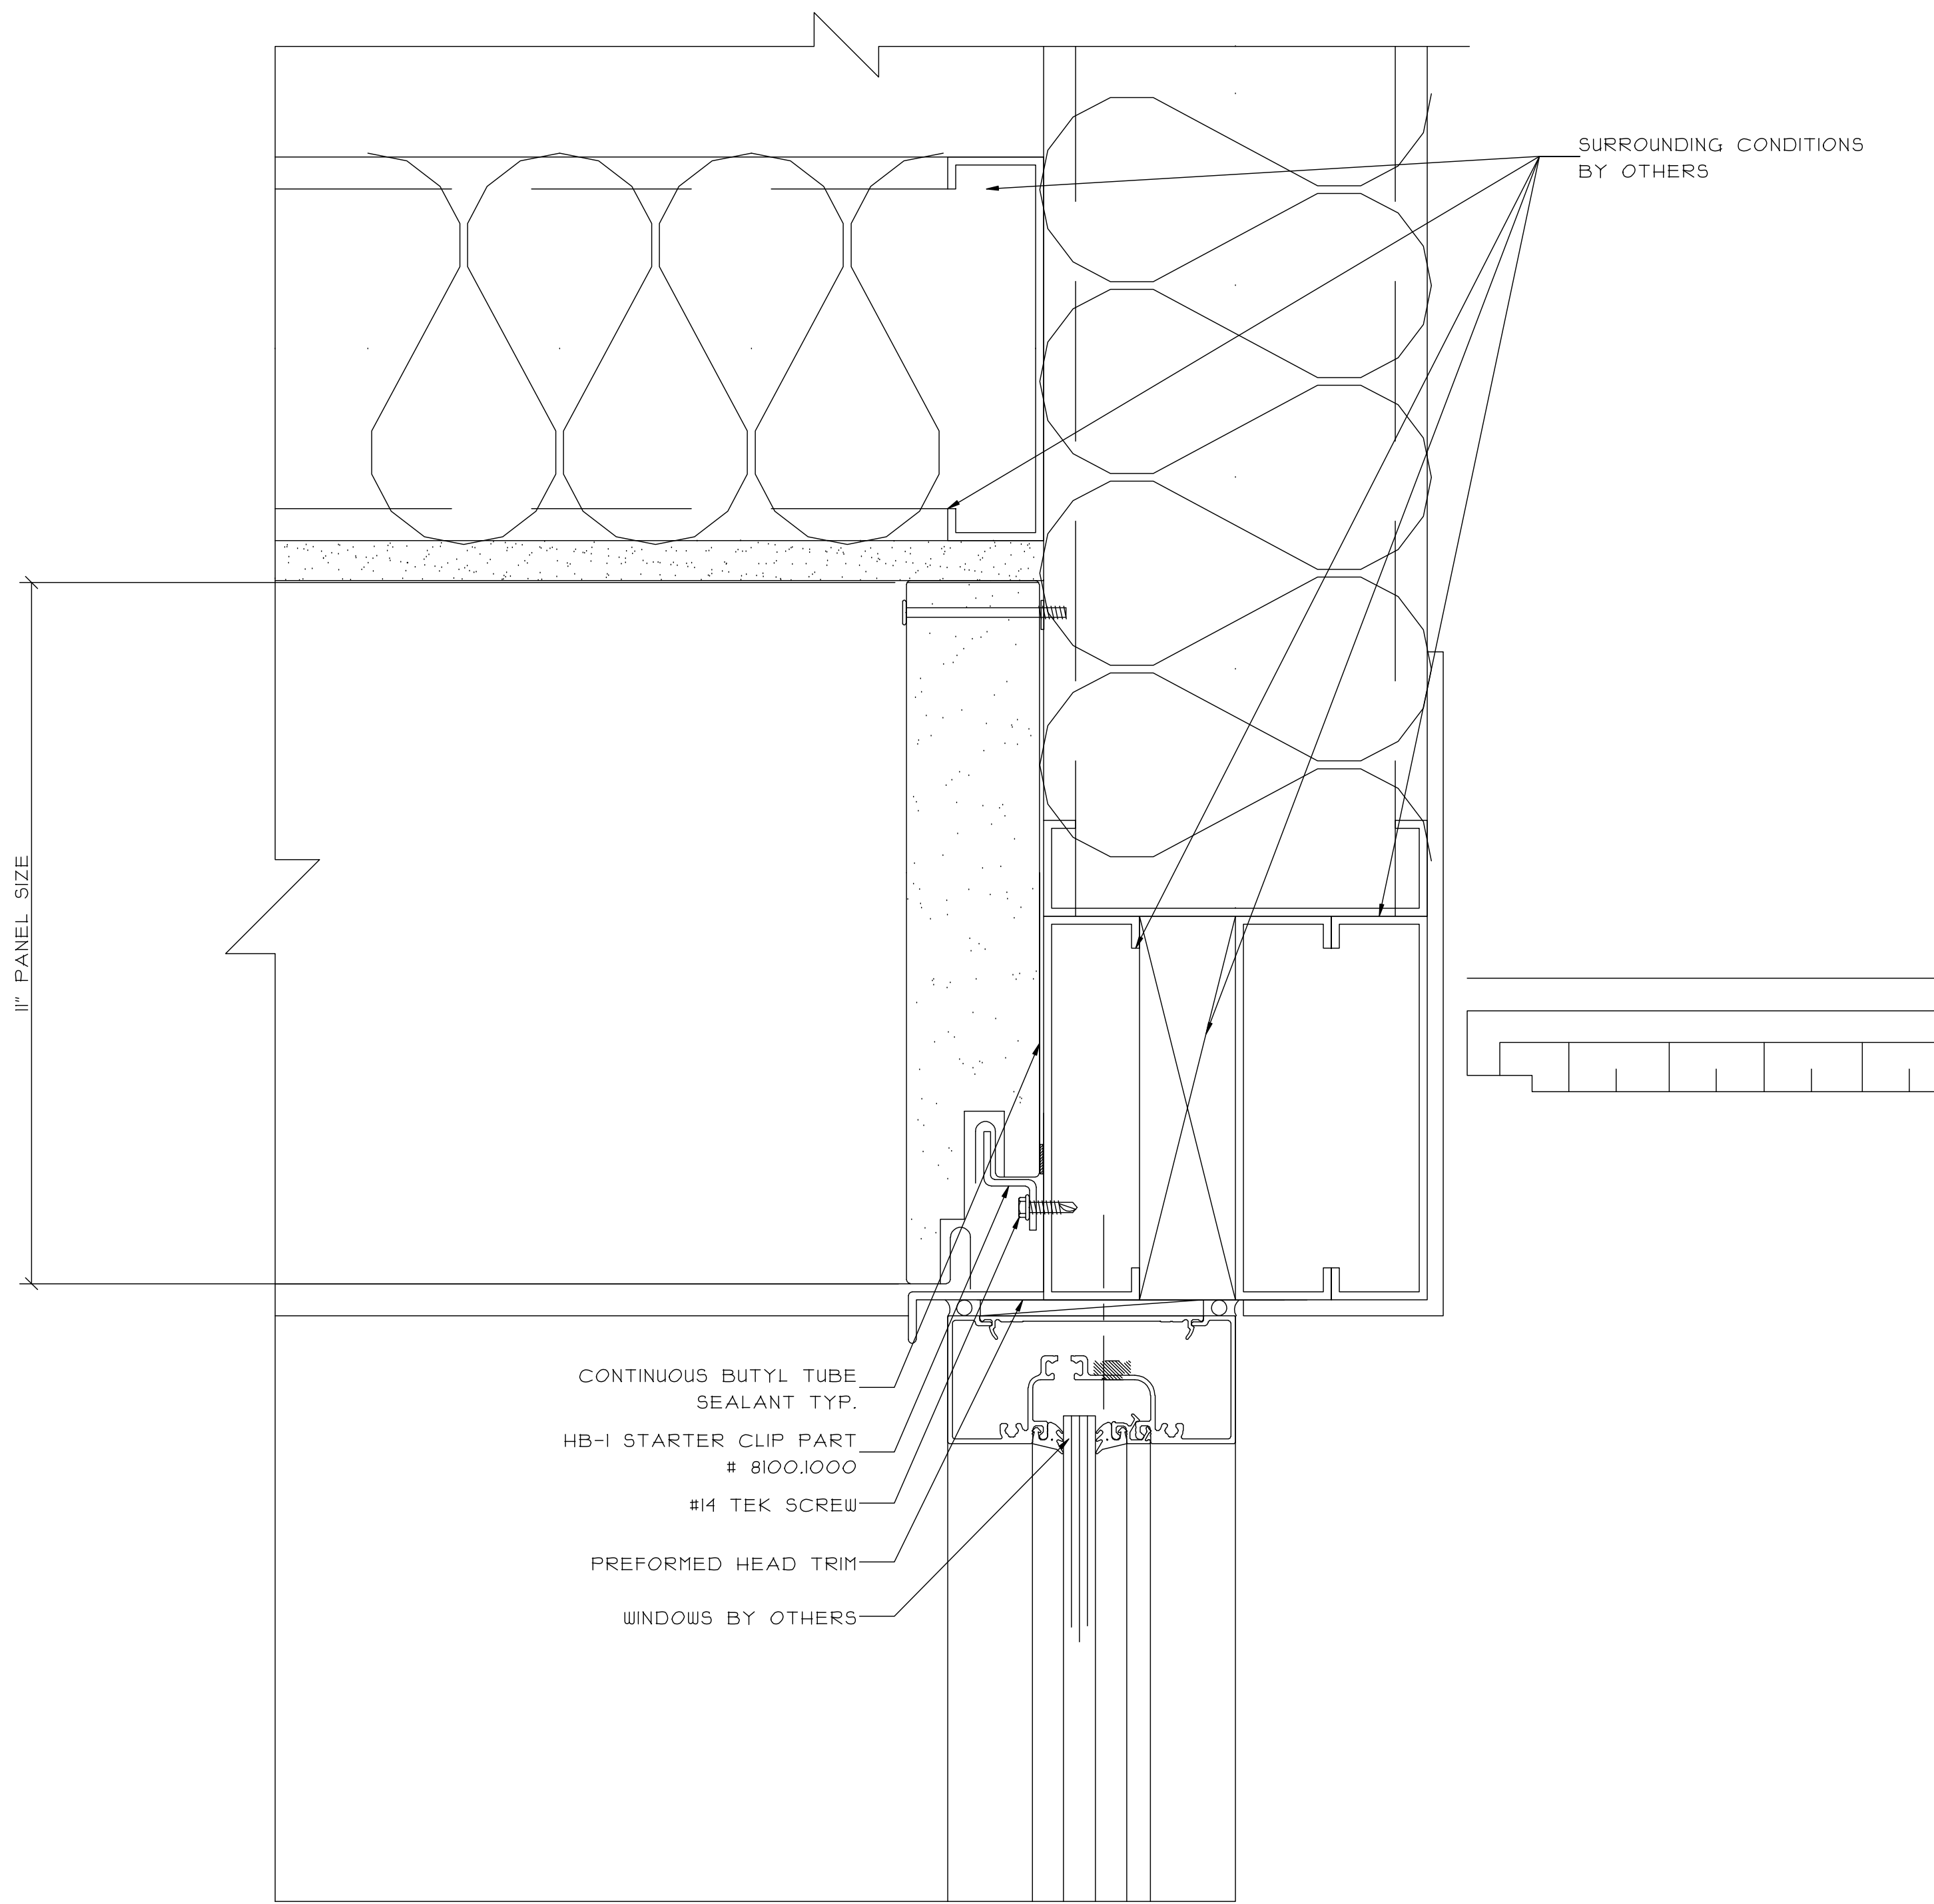 SURROUNDING CONDITIONS
BY OTHERS
11" PANEL SIZE
CONTINUOUS BUTYL TUBE
SEALANT TYP.
HB-1 STARTER CLIP PART
# 8100.1000
#14 TEK SCREW
PREFORMED HEAD TRIM
WINDOWS BY OTHERS